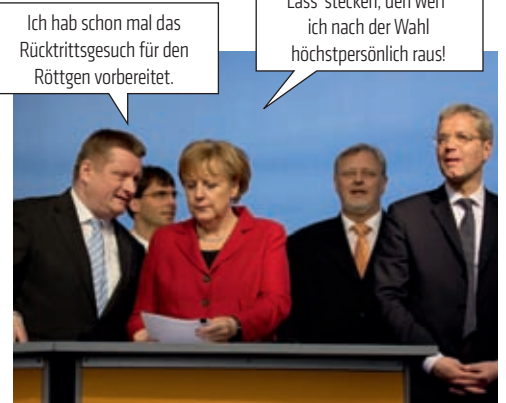 Ich hab schon mal das
Rücktrittsgesuch für den
Röttgen vorbereitet.
Lass' stecken, den werf
ich nach der Wahl
höchstpersönlich raus!